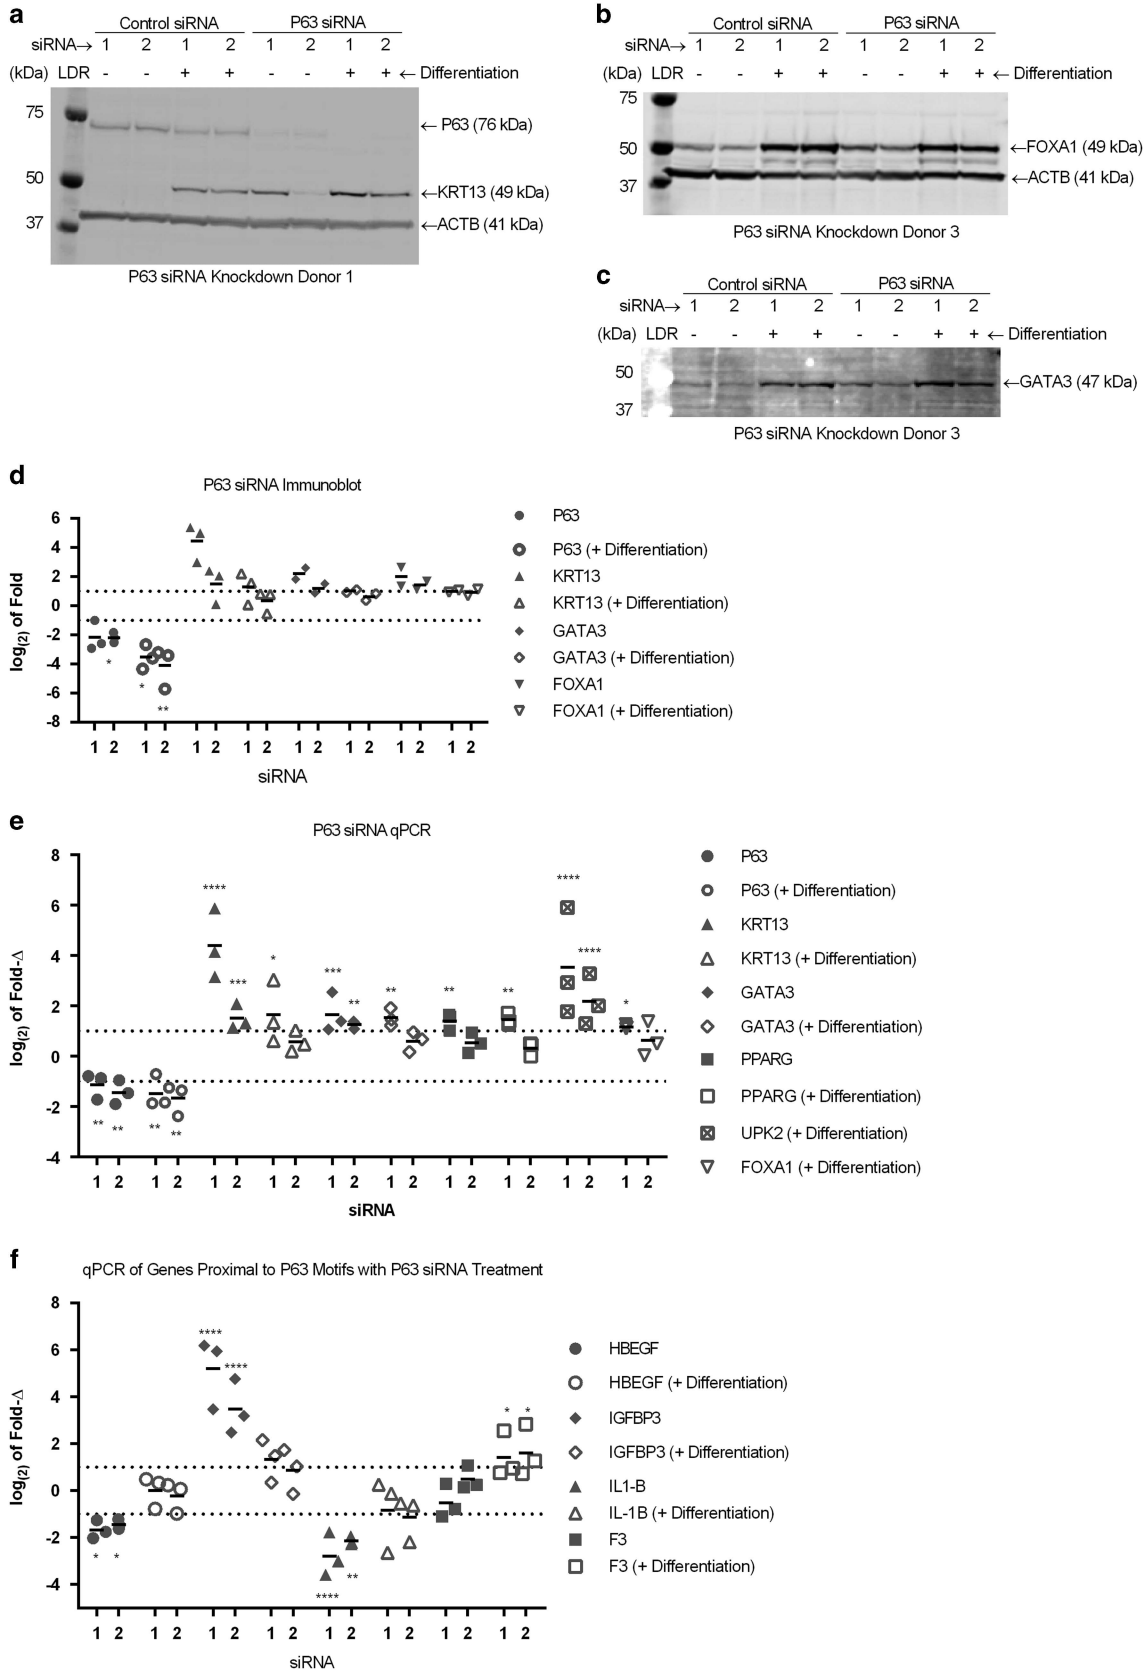 a
Control siRNA P63 siRNA
siRNA→ 1 2 1 2 1 2 1 2
(kDa) LDR - - + + - - + + ← Differentiation
75
← P63 (76 kDa)
50
←KRT13 (49 kDa)
37
←ACTB (41 kDa)
P63 siRNA Knockdown Donor 1
b
Control siRNA P63 siRNA
siRNA→ 1 2 1 2 1 2 1 2
(kDa) LDR - - + + - - + + ← Differentiation
75
50
←FOXA1 (49 kDa)
37
←ACTB (41 kDa)
P63 siRNA Knockdown Donor 3
c
Control siRNA P63 siRNA
siRNA→ 1 2 1 2 1 2 1 2
(kDa) LDR - - + + - - + + ← Differentiation
50
←GATA3 (47 kDa)
37
P63 siRNA Knockdown Donor 3
d
P63 siRNA Immunoblot
log(2) of Fold
6
4
2
0
-2
-4
-6
-8
* * **
1 2 1 2 1 2 1 2 1 2 1 2 1 2 1 2
siRNA
P63
P63 (+ Differentiation)
KRT13
KRT13 (+ Differentiation)
GATA3
GATA3 (+ Differentiation)
FOXA1
FOXA1 (+ Differentiation)
e
P63 siRNA qPCR
log(2) of Fold-Δ
8
6
4
2
0
-2
-4
** ** ** ** **** *** * *** ** ** ** ** **** **** *
1 2 1 2 1 2 1 2 1 2 1 2 1 2 1 2 1 2 1 2
siRNA
P63
P63 (+ Differentiation)
KRT13
KRT13 (+ Differentiation)
GATA3
GATA3 (+ Differentiation)
PPARG
PPARG (+ Differentiation)
UPK2 (+ Differentiation)
FOXA1 (+ Differentiation)
f
qPCR of Genes Proximal to P63 Motifs with P63 siRNA Treatment
log(2) of Fold-Δ
8
6
4
2
0
-2
-4
* * **** **** **** ** * *
1 2 1 2 1 2 1 2 1 2 1 2 1 2 1 2
siRNA
HBEGF
HBEGF (+ Differentiation)
IGFBP3
IGFBP3 (+ Differentiation)
IL1-B
IL-1B (+ Differentiation)
F3
F3 (+ Differentiation)